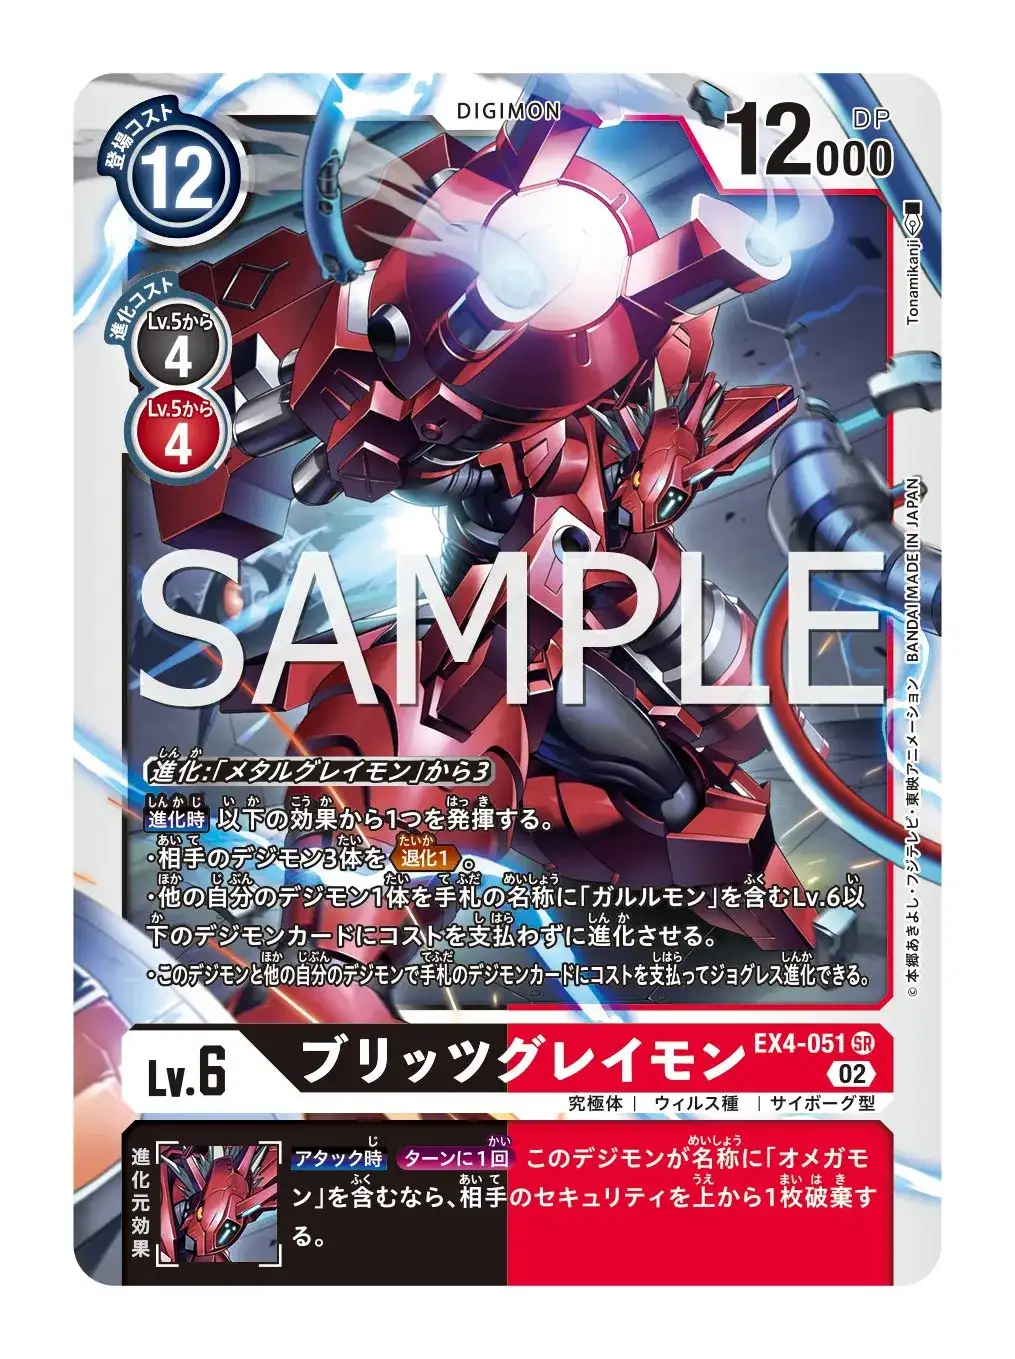 DIGIMON
登場コスト
12
12000
DP
進化コスト
Lv.5から
4
Lv.5から
4
Tonamikanji
SAMPLE
©本郷あきよし・フジテレビ・東映アニメーション BANDAI MADE IN JAPAN
進化:「メタルグレイモン」から3
進化時 以下の効果から1つを発揮する。
・相手のデジモン3体を 退化1 。
・他の自分のデジモン1体を手札の名称に「ガルルモン」を含むLv.6以
下のデジモンカードにコストを支払わずに進化させる。
・このデジモンと他の自分のデジモンで手札のデジモンカードにコストを支払ってジョグレス進化できる。
Lv.6
ブリッツグレイモン
EX4-051 SR
02
究極体 | ウィルス種 | サイボーグ型
進化元効果
アタック時 ターンに1回 このデジモンが名称に「オメガモ
ン」を含むなら、相手のセキュリティを上から1枚破棄す
る。